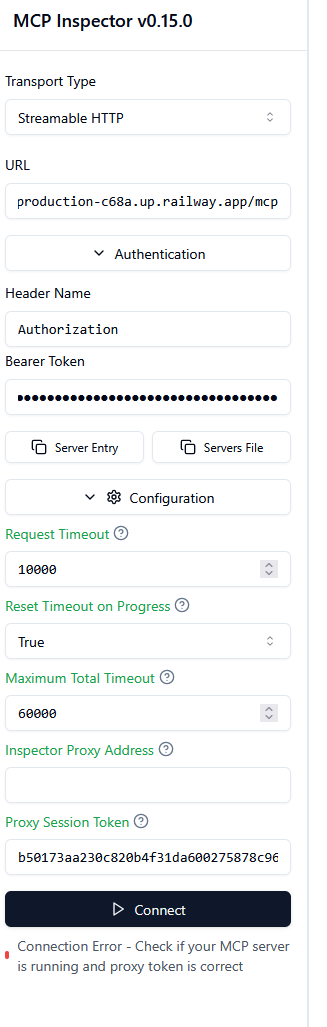 MCP Inspector v0.15.0
Transport Type
Streamable HTTP
URL
production-c68a.up.railway.app/mcp
Authentication
Header Name
Authorization
Bearer Token
••••••••••••••••••••••••••••••••••
Server Entry
Servers File
Configuration
Request Timeout
10000
Reset Timeout on Progress
True
Maximum Total Timeout
60000
Inspector Proxy Address
Proxy Session Token
b50173aa230c820b4f31da600275878c96
Connect
Connection Error - Check if your MCP server
is running and proxy token is correct